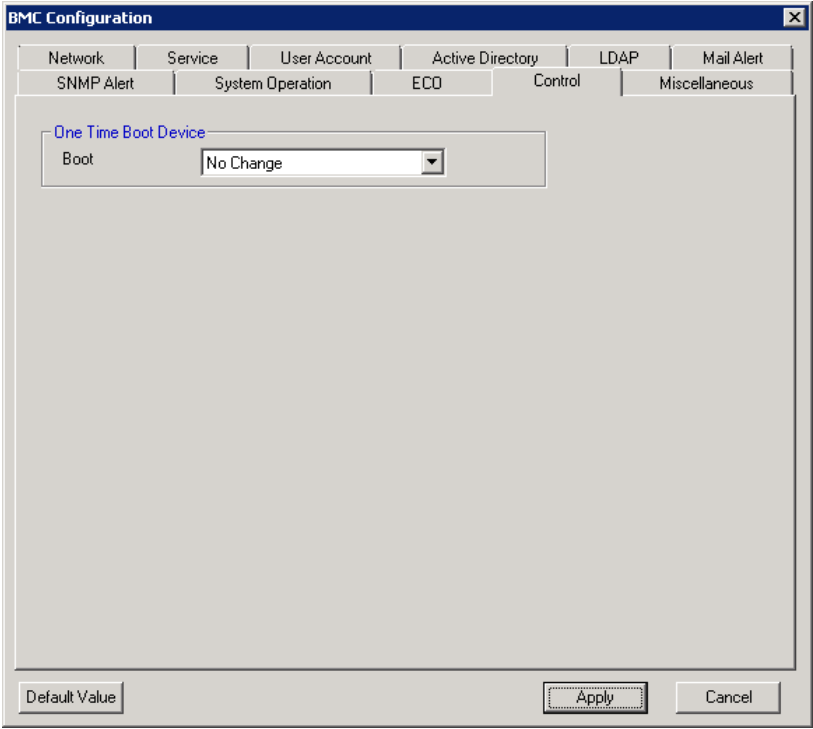 BMC Configuration
Network Service User Account Active Directory LDAP Mail Alert
SNMP Alert System Operation ECO Control Miscellaneous
One Time Boot Device
Boot No Change
Default Value Apply Cancel